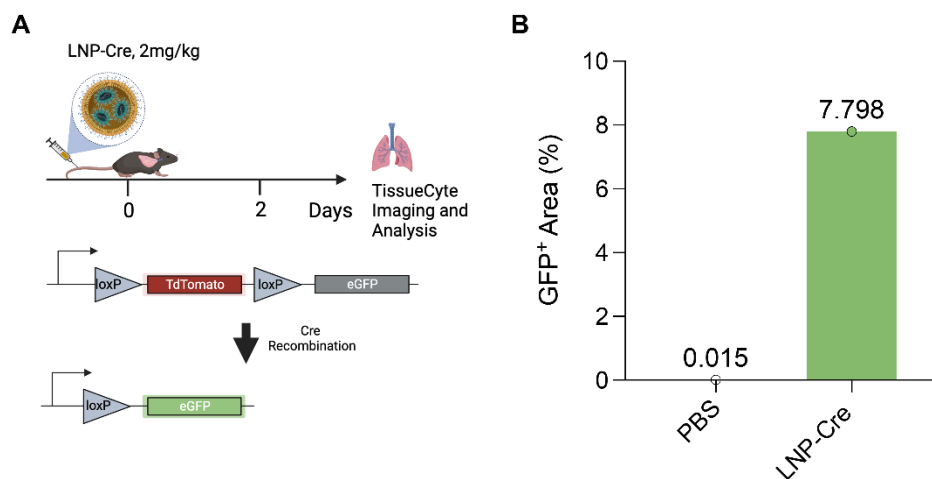 A
LNP-Cre, 2mg/kg
0
2
Days
TissueCyte
Imaging and
Analysis
loxP
TdTomato
loxP
eGFP
Cre
Recombination
loxP
eGFP
B
GFP⁺ Area (%)
10
8
6
4
2
0
0.015
7.798
PBS
LNP-Cre